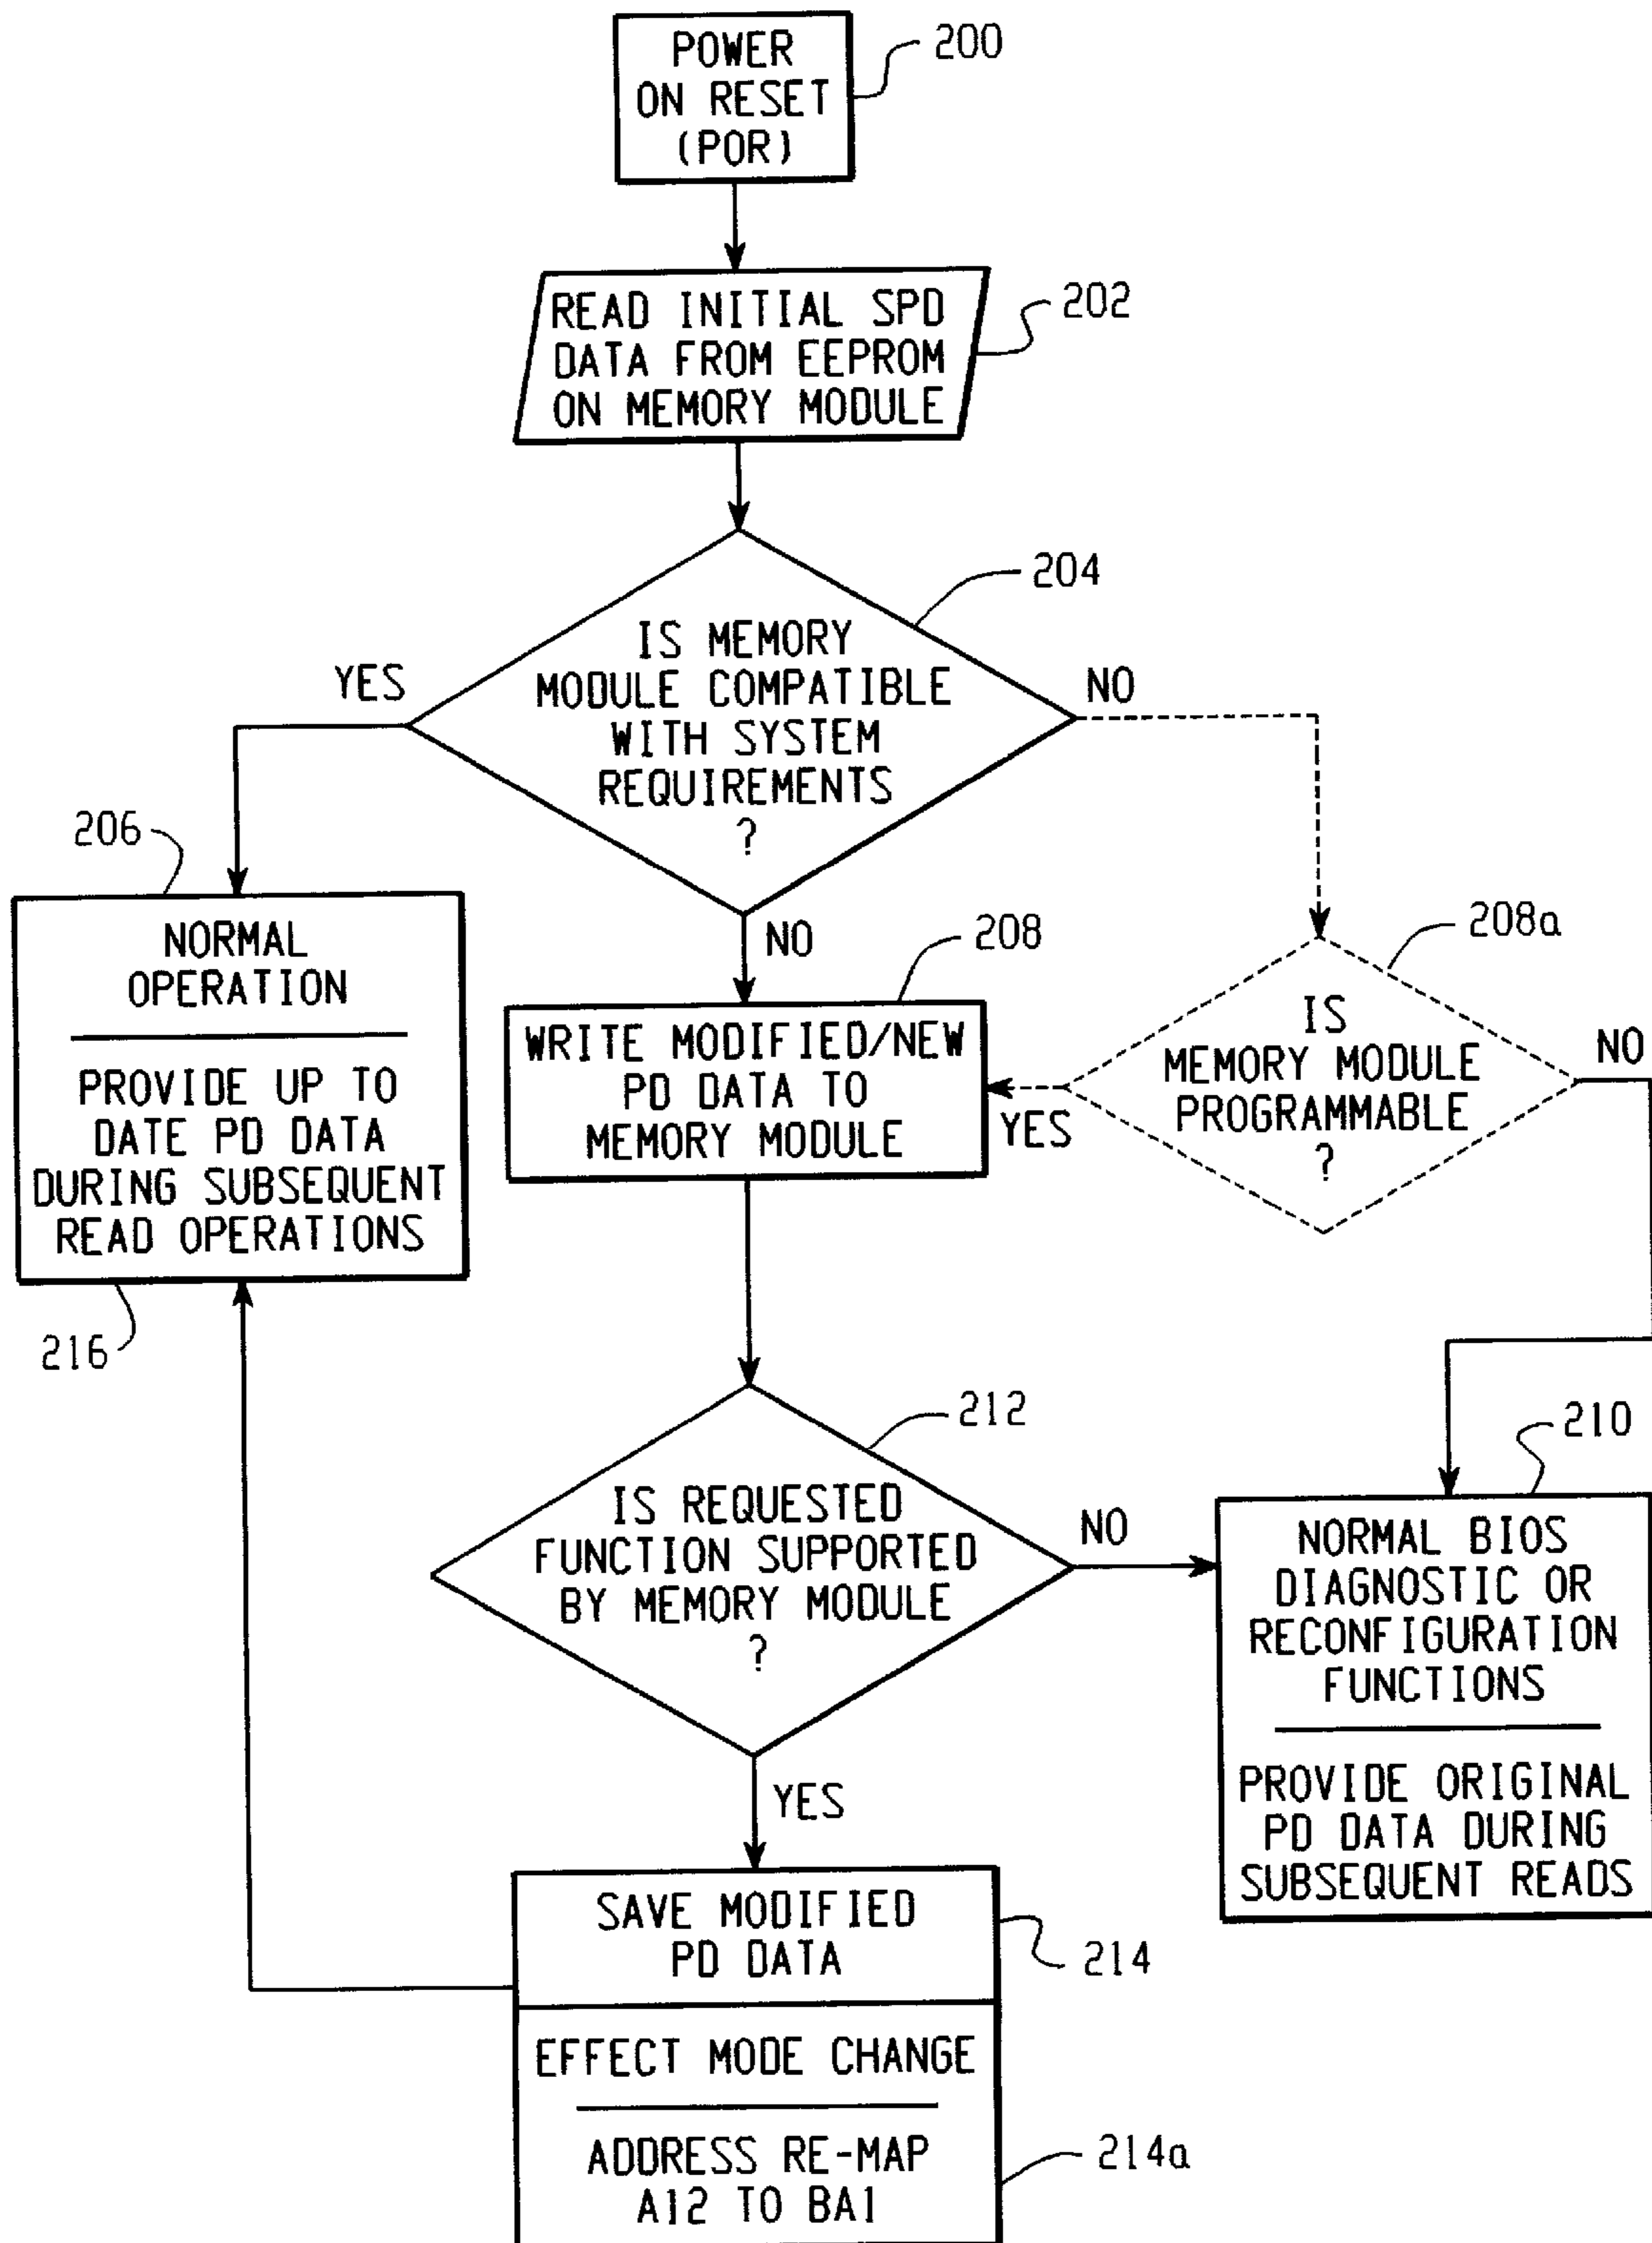 POWER
ON RESET
(POR)
200
READ INITIAL SPD
DATA FROM EEPROM
ON MEMORY MODULE
202
204
IS MEMORY
MODULE COMPATIBLE
WITH SYSTEM
REQUIREMENTS
?
YES
NO
206
NORMAL
OPERATION
PROVIDE UP TO
DATE PD DATA
DURING SUBSEQUENT
READ OPERATIONS
216
NO
208
WRITE MODIFIED/NEW
PD DATA TO
MEMORY MODULE
208a
IS
MEMORY MODULE
PROGRAMMABLE
?
YES
NO
212
IS REQUESTED
FUNCTION SUPPORTED
BY MEMORY MODULE
?
NO
210
NORMAL BIOS
DIAGNOSTIC OR
RECONFIGURATION
FUNCTIONS
PROVIDE ORIGINAL
PD DATA DURING
SUBSEQUENT READS
YES
SAVE MODIFIED
PD DATA
214
EFFECT MODE CHANGE
ADDRESS RE-MAP
A12 TO BA1
214a